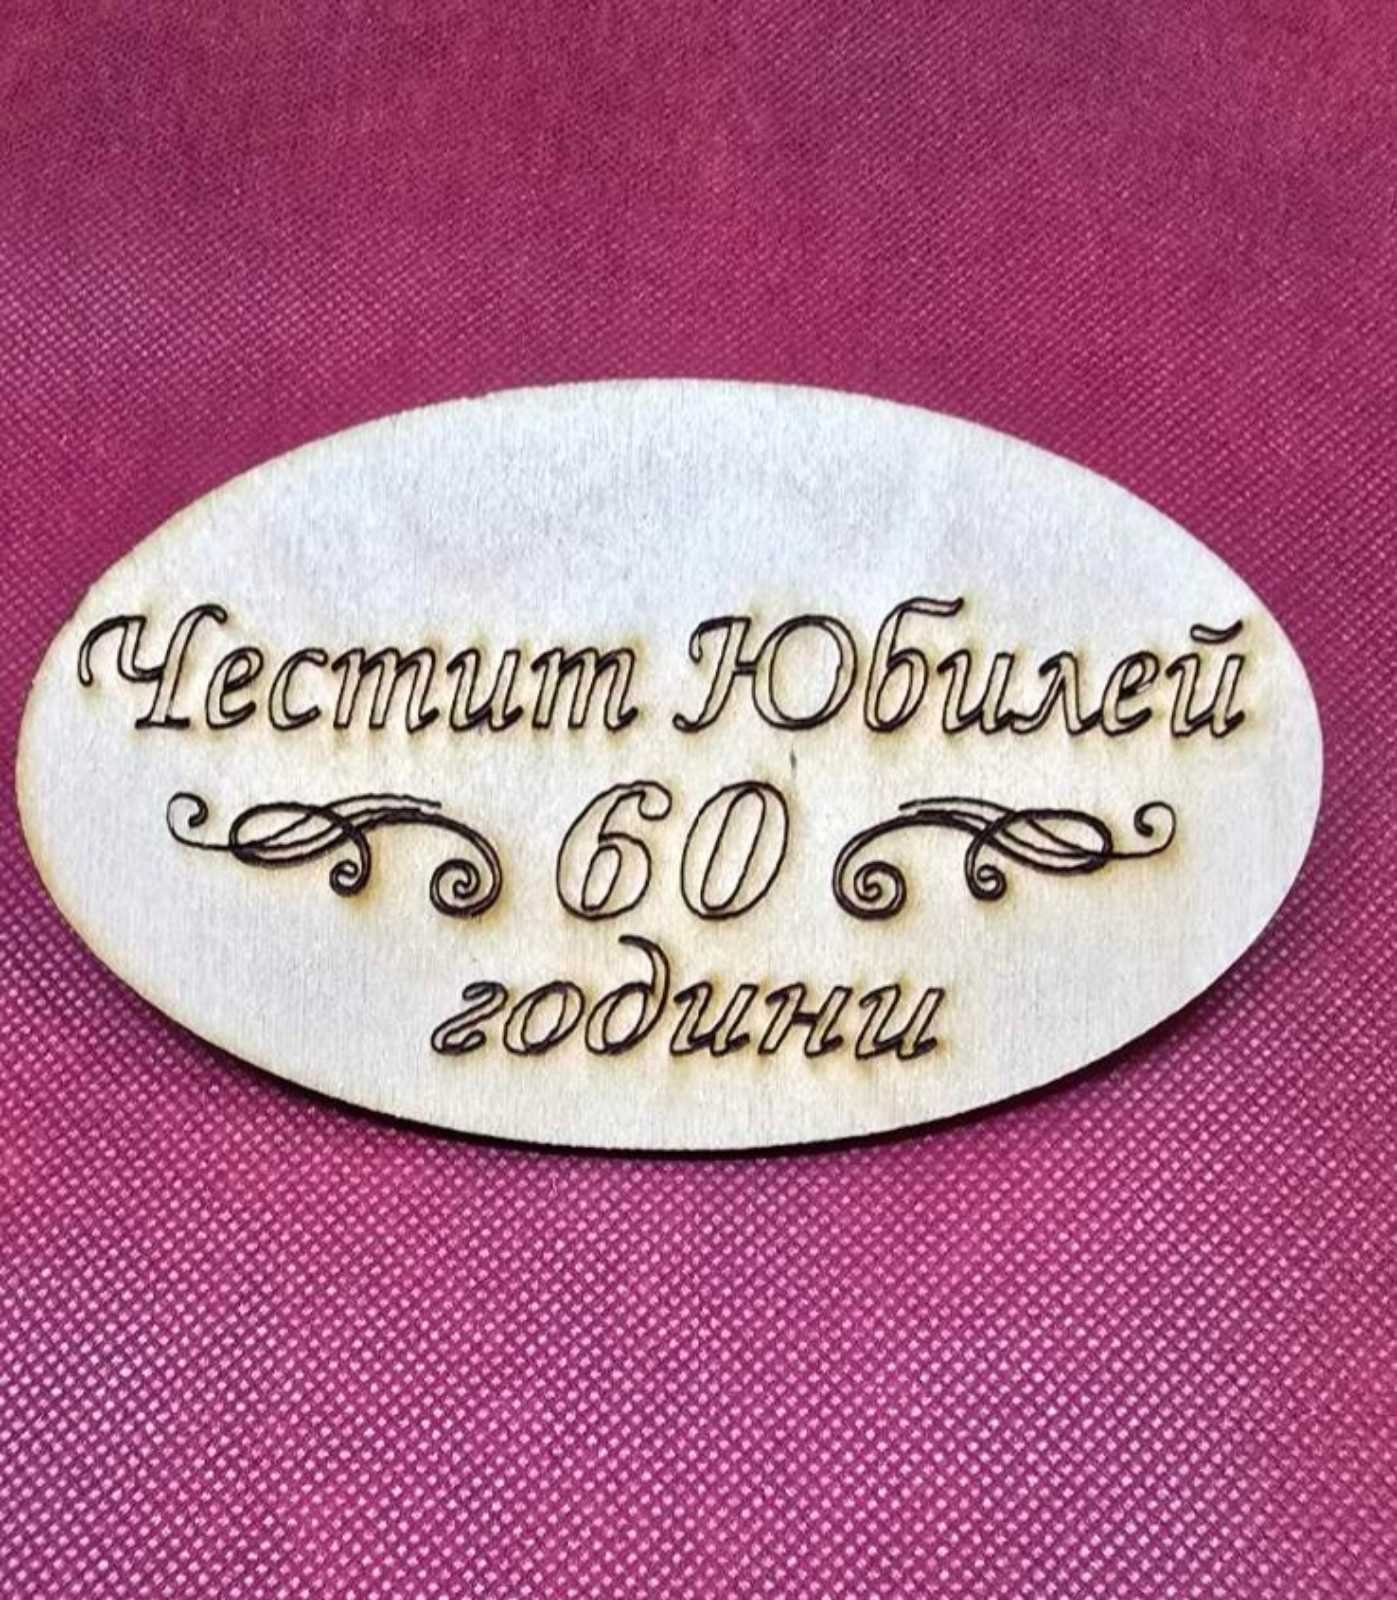 Честит Юбилей
60
години